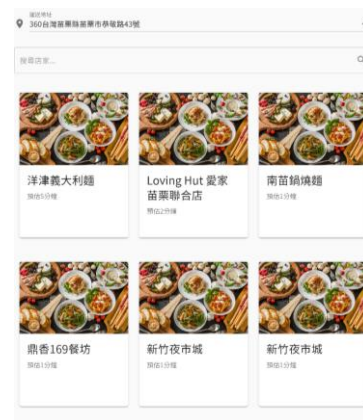 運送地址
360台灣苗栗縣苗栗市恭敬路43號
搜尋店家...
洋津義大利麵
預估5分鐘
Loving Hut 愛家
苗栗聯合店
預估2分鐘
南苗鍋燒麵
預估1分鐘
鼎香169餐坊
預估1分鐘
新竹夜市城
預估1分鐘
新竹夜市城
預估1分鐘